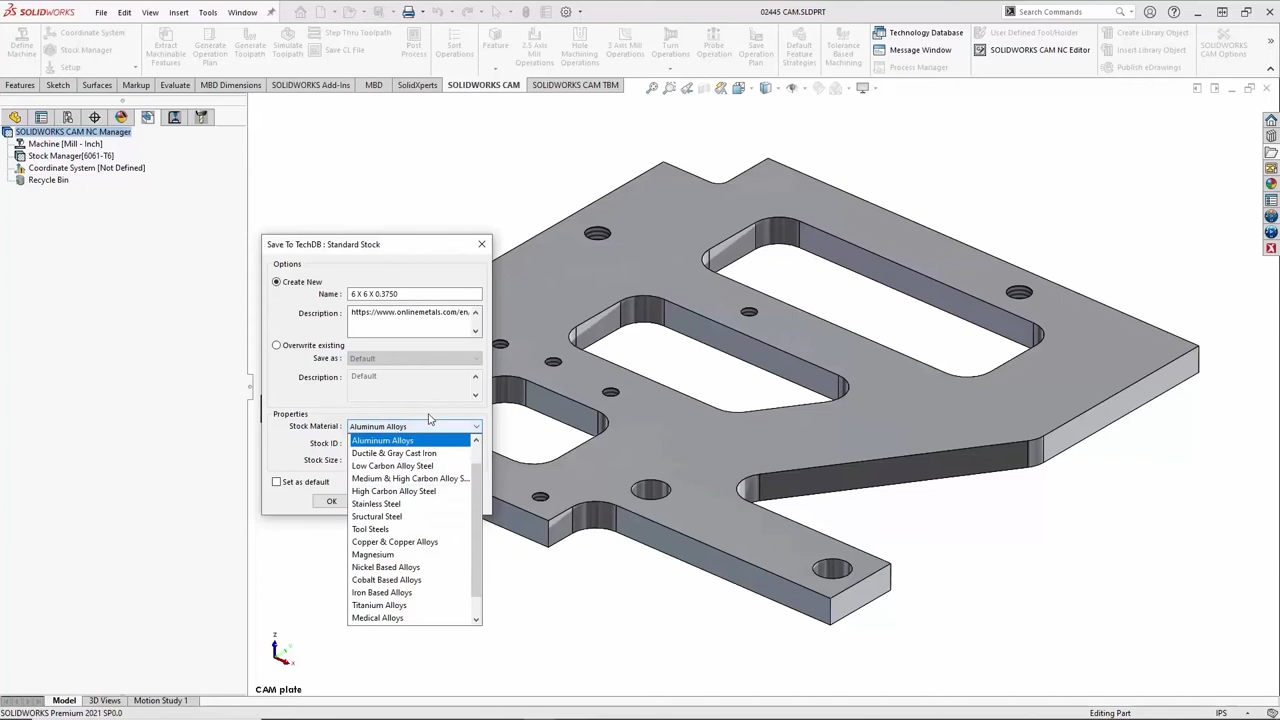 SOLIDWORKS File Edit View Insert Tools Window
02445 CAM.SLDPRT
Search Commands
Define Machine
Coordinate System
Stock Manager
Setup
Extract Machinable Features
Generate Operation Plan
Generate Toolpath
Simulate Toolpath
Step Thru Toolpath
Save CL File
Post Process
Sort Operations
Feature
2.5 Axis Mill Operations
Hole Machining Operations
3 Axis Mill Operations
Turn Operations
Probe Operation
Save Operation Plan
Default Feature Strategies
Tolerance Based Machining
Technology Database
Message Window
Process Manager
User Defined Tool/Holder
SOLIDWORKS CAM NC Editor
Create Library Object
Insert Library Object
Publish eDrawings
SOLIDWORKS CAM Options
Features Sketch Surfaces Markup Evaluate MBD Dimensions SOLIDWORKS Add-Ins MBD SolidXperts SOLIDWORKS CAM SOLIDWORKS CAM TBM
SOLIDWORKS CAM NC Manager
Machine [Mill - Inch]
Stock Manager[6061-T6]
Coordinate System [Not Defined]
Recycle Bin
Save To TechDB : Standard Stock
Options
Create New
Name : 6 X 6 X 0.3750
Description : https://www.onlinemetals.com/en,
Overwrite existing
Save as : Default
Description : Default
Properties
Stock Material : Aluminum Alloys
Stock ID :
Stock Size :
Set as default
OK
Aluminum Alloys
Ductile & Gray Cast Iron
Low Carbon Alloy Steel
Medium & High Carbon Alloy S...
High Carbon Alloy Steel
Stainless Steel
Sructural Steel
Tool Steels
Copper & Copper Alloys
Magnesium
Nickel Based Alloys
Cobalt Based Alloys
Iron Based Alloys
Titanium Alloys
Medical Alloys
Z
X
CAM plate
Model 3D Views Motion Study 1
SOLIDWORKS Premium 2021 SP0.0
Editing Part
IPS